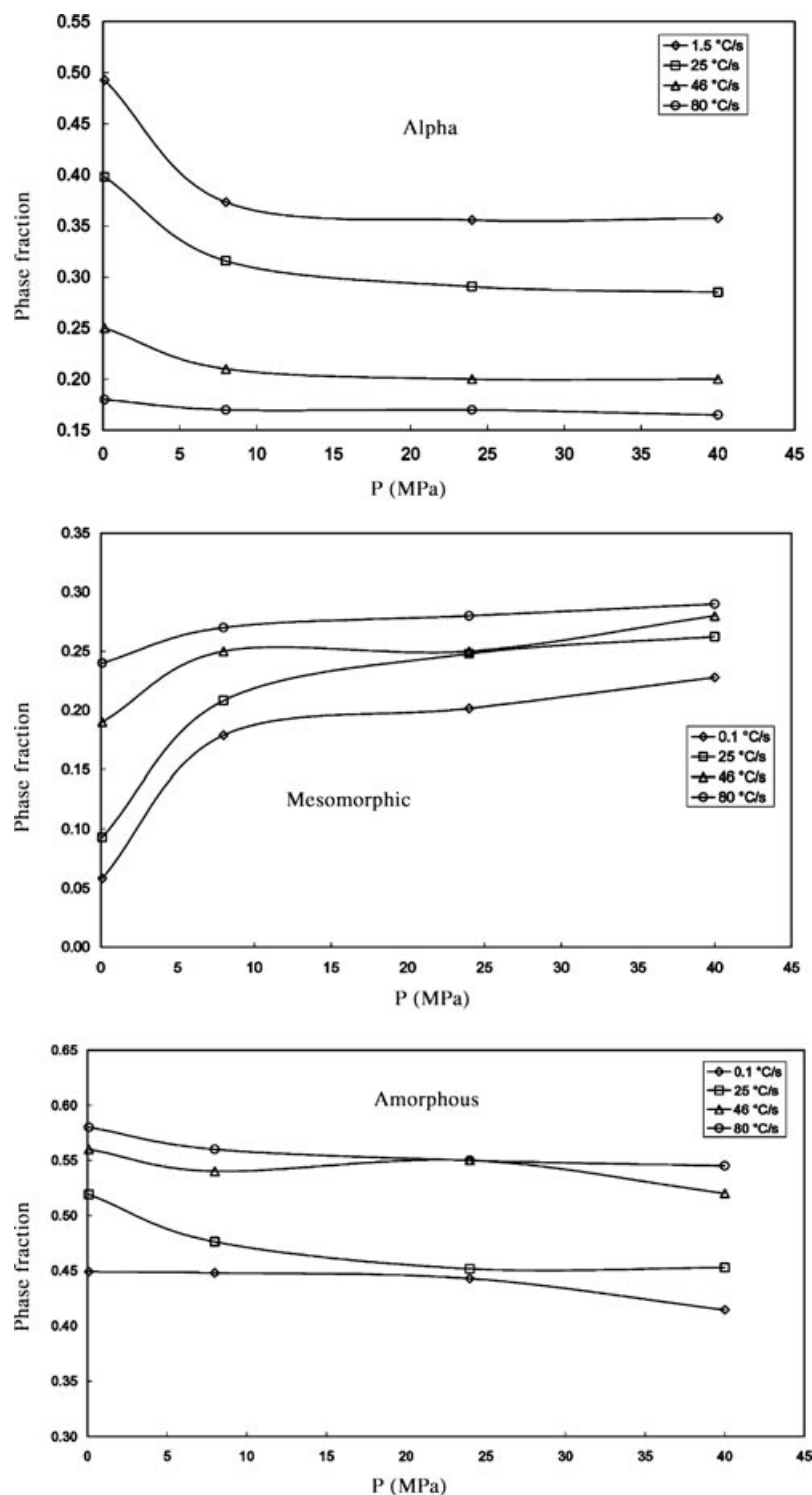 0.55
0.50
0.45
0.40
0.35
0.30
0.25
0.20
0.15
Phase fraction
Alpha
1.5 °C/s
25 °C/s
46 °C/s
80 °C/s
0 5 10 15 20 25 30 35 40 45
P (MPa)
0.35
0.30
0.25
0.20
0.15
0.10
0.05
0.00
Phase fraction
Mesomorphic
0.1 °C/s
25 °C/s
46 °C/s
80 °C/s
0 5 10 15 20 25 30 35 40 45
P (MPa)
0.65
0.60
0.55
0.50
0.45
0.40
0.35
0.30
Phase fraction
Amorphous
0.1 °C/s
25 °C/s
46 °C/s
80 °C/s
0 5 10 15 20 25 30 35 40 45
P (MPa)